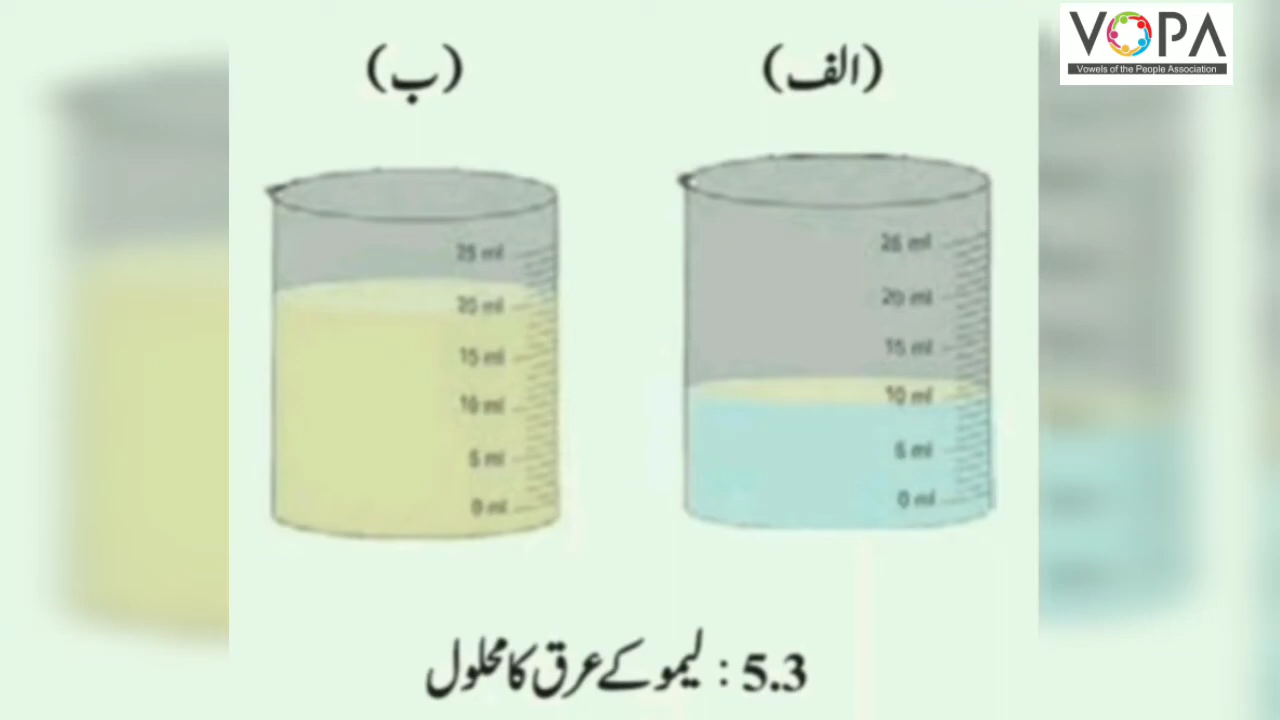 VOPA
Vowels of the People Association
(الف)
(ب)
25 ml
20 ml
15 ml
10 ml
5 ml
0 ml
25 ml
20 ml
15 ml
10 ml
5 ml
0 ml
5.3 : لیمو کے عرق کا محلول